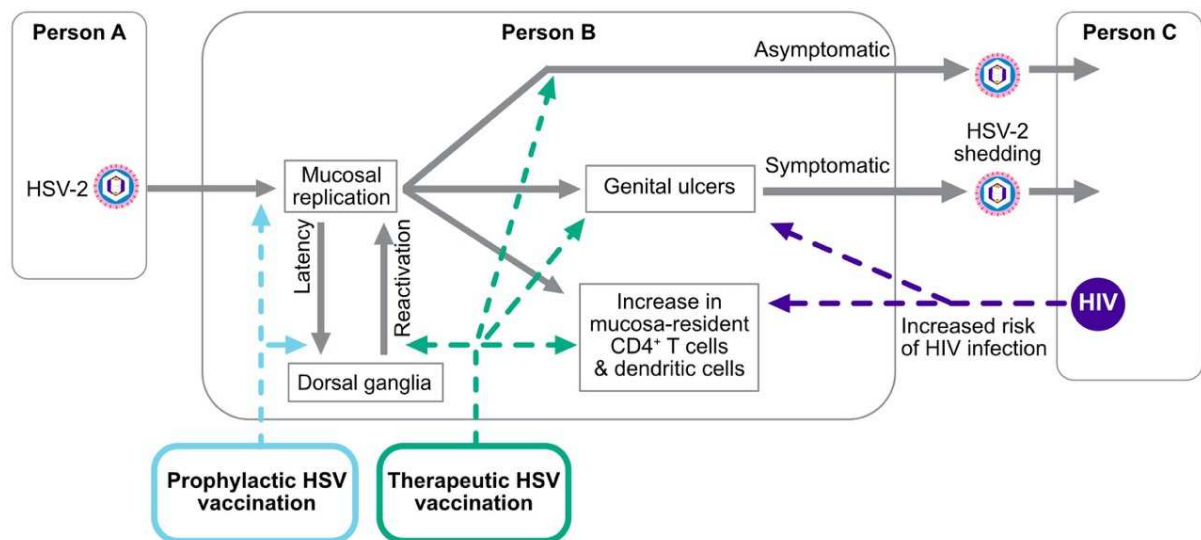 Person A
Person B
Person C
Asymptomatic
HSV-2
shedding
HSV-2
Mucosal
replication
Genital ulcers
Symptomatic
Latency
Reactivation
Increase in
mucosa-resident
CD4⁺ T cells
& dendritic cells
HIV
Increased risk
of HIV infection
Dorsal ganglia
Prophylactic HSV
vaccination
Therapeutic HSV
vaccination